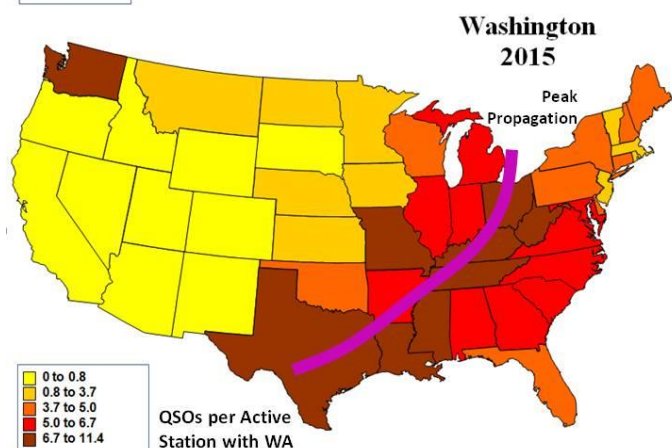 Washington
2015
Peak
Propagation
0 to 0.8
0.8 to 3.7
3.7 to 5.0
5.0 to 6.7
6.7 to 11.4
QSOs per Active
Station with WA